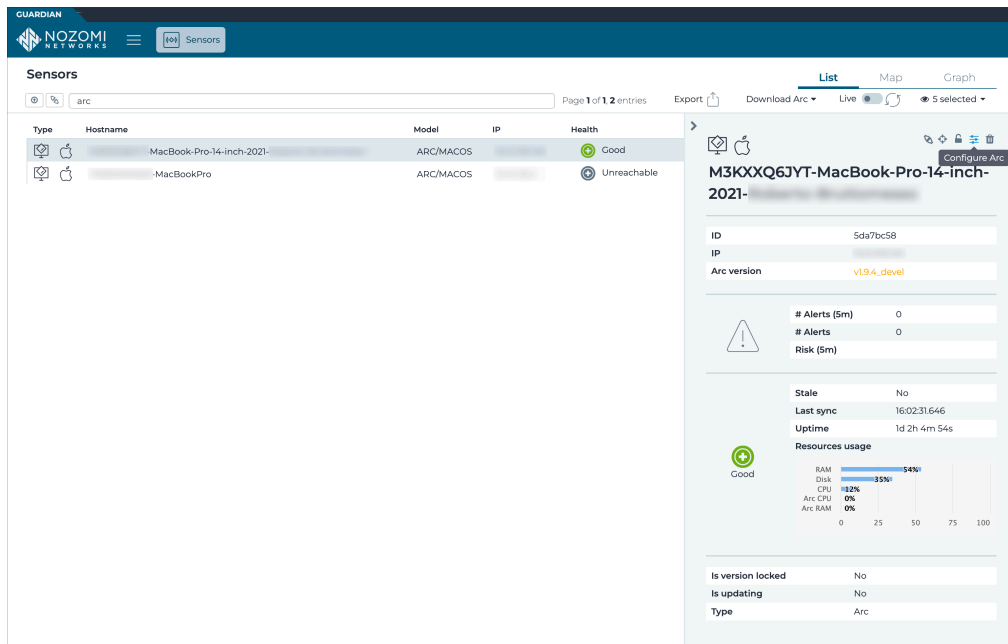 GUARDIAN
NOZOMI
NETWORKS
Sensors
Sensors
List Map Graph
arc
Page 1 of 1, 2 entries
Export
Download Arc
Live
5 selected
Type Hostname Model IP Health
-MacBook-Pro-14-inch-2021- ARC/MACOS Good
-MacBookPro ARC/MACOS Unreachable
Configure Arc
M3KXXQ6JYT-MacBook-Pro-14-inch-
2021-
ID 5da7bc58
IP
Arc version v1.9.4_devel
# Alerts (5m) 0
# Alerts 0
Risk (5m)
Stale No
Last sync 16:02:31.646
Uptime 1d 2h 4m 54s
Resources usage
Good
RAM 54%
Disk 35%
CPU 12%
Arc CPU 0%
Arc RAM 0%
0 25 50 75 100
Is version locked No
Is updating No
Type Arc